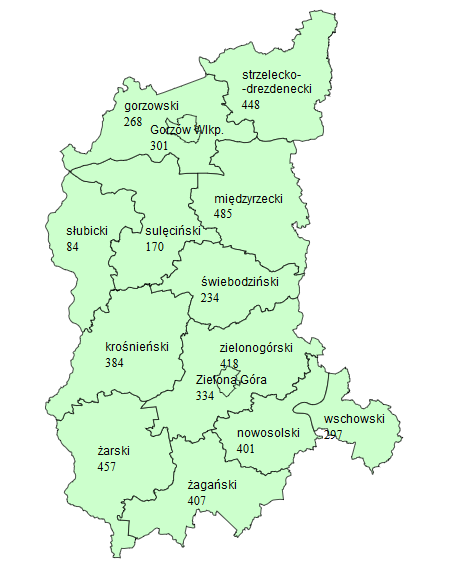 strzelecko-
-drezdenecki
448
gorzowski
268
Gorzów Wlkp.
301
międzyrzecki
485
słubicki
84
sulęciński
170
świebodziński
234
krośnieński
384
zielonogórski
418
Zielona Góra
334
wschowski
297
nowosolski
401
żarski
457
żagański
407